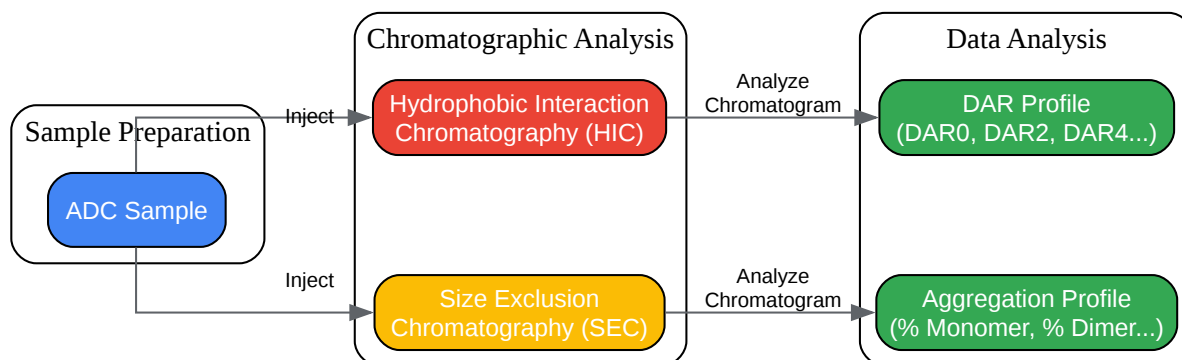 Sample Preparation
ADC Sample
Inject
Inject
Chromatographic Analysis
Hydrophobic Interaction
Chromatography (HIC)
Size Exclusion
Chromatography (SEC)
Analyze
Chromatogram
Analyze
Chromatogram
Data Analysis
DAR Profile
(DAR0, DAR2, DAR4...)
Aggregation Profile
(% Monomer, % Dimer...)